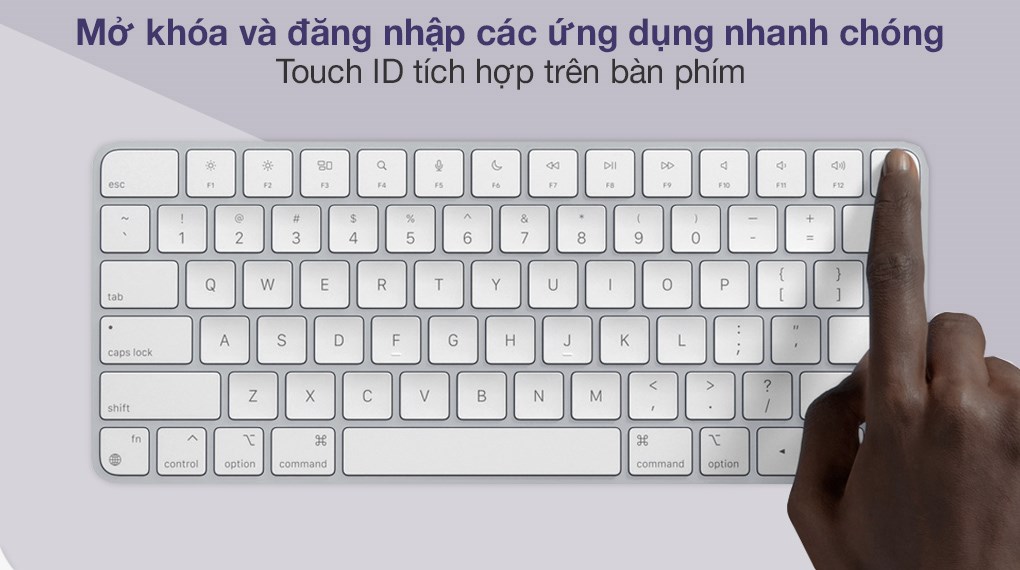 Mở khóa và đăng nhập các ứng dụng nhanh chóng
Touch ID tích hợp trên bàn phím
esc F1 F2 F3 F4 F5 F6 F7 F8 F9 F10 F11 F12
~ ! @ # $ % ^ & * ( ) — +
` 1 2 3 4 5 6 7 8 9 0 - =
tab Q W E R T Y U I O P { [ } ]
caps lock A S D F G H J K L : ; " '
shift Z X C V B N M < , > . ? /
fn control option command command option